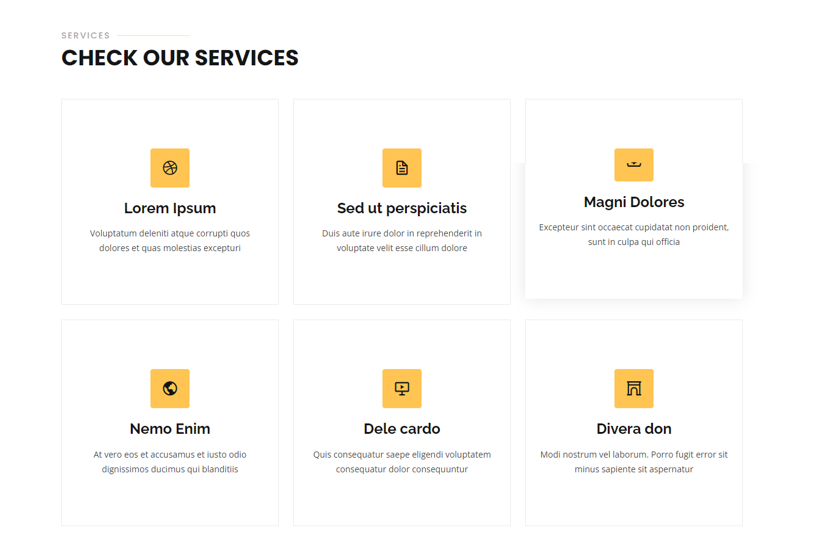 SERVICES
CHECK OUR SERVICES
Lorem Ipsum
Voluptatum deleniti atque corrupti quos
dolores et quas molestias excepturi
Sed ut perspiciatis
Duis aute irure dolor in reprehenderit in
voluptate velit esse cillum dolore
Magni Dolores
Excepteur sint occaecat cupidatat non proident,
sunt in culpa qui officia
Nemo Enim
At vero eos et accusamus et iusto odio
dignissimos ducimus qui blanditiis
Dele cardo
Quis consequatur saepe eligendi voluptatem
consequatur dolor consequuntur
Divera don
Modi nostrum vel laborum. Porro fugit error sit
minus sapiente sit aspernatur